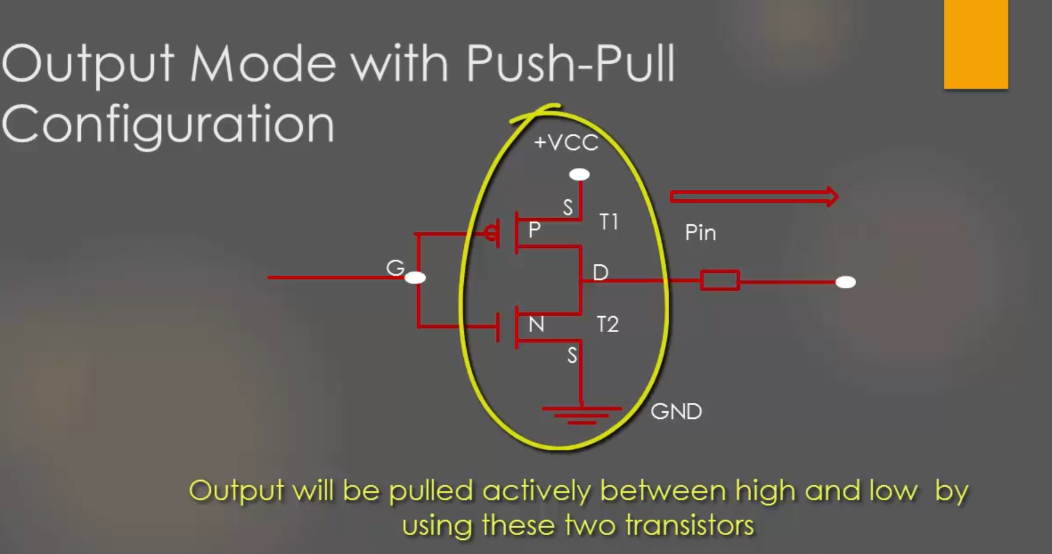 Output Mode with Push-Pull
Configuration
+VCC
S
T1
P
Pin
G
D
N
T2
S
GND
Output will be pulled actively between high and low by
using these two transistors